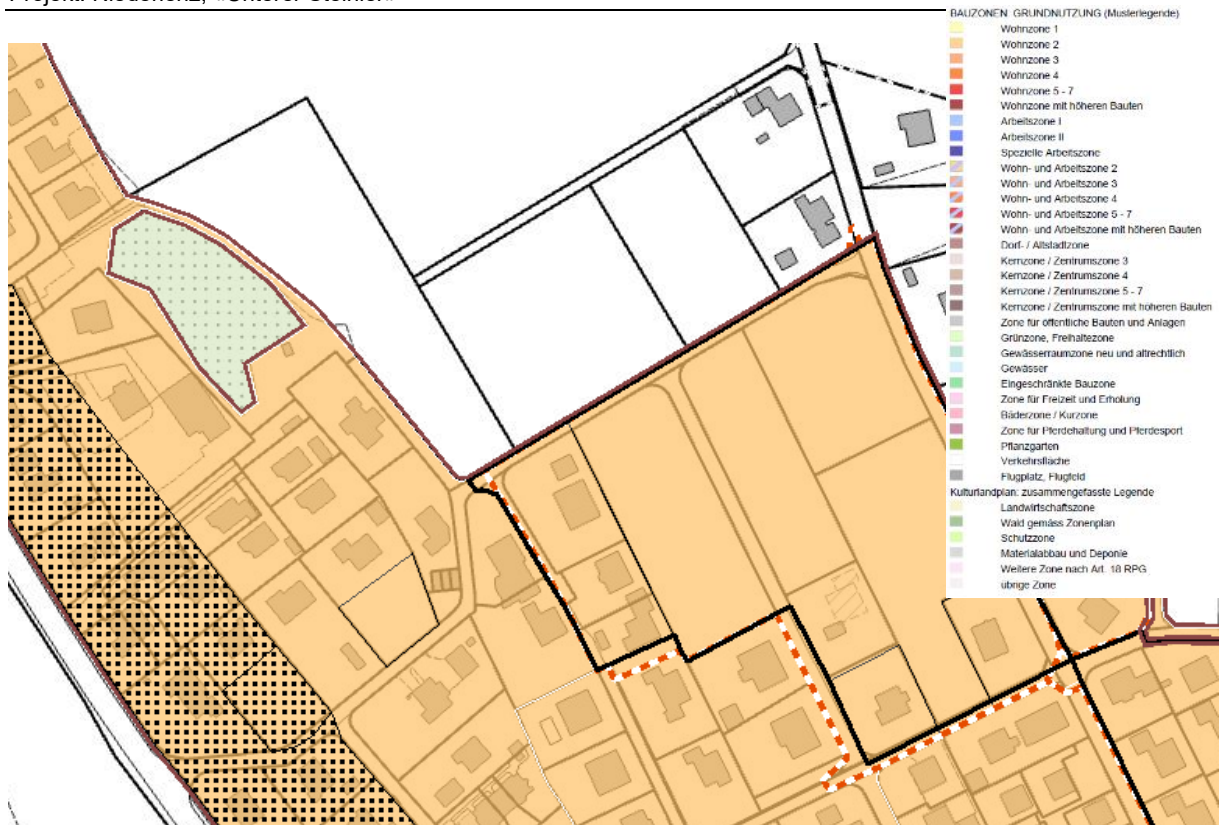 BAUZONEN GRUNDNUTZUNG (Musterlegende)
Wohnzone 1
Wohnzone 2
Wohnzone 3
Wohnzone 4
Wohnzone 5 - 7
Wohnzone mit höheren Bauten
Arbeitszone I
Arbeitszone II
Spezielle Arbeitszone
Wohn- und Arbeitszone 2
Wohn- und Arbeitszone 3
Wohn- und Arbeitszone 4
Wohn- und Arbeitszone 5 - 7
Wohn- und Arbeitszone mit höheren Bauten
Dorf- / Altstadtzone
Kernzone / Zentrumszone 3
Kernzone / Zentrumszone 4
Kernzone / Zentrumszone 5 - 7
Kernzone / Zentrumszone mit höheren Bauten
Zone für öffentliche Bauten und Anlagen
Grünzone, Freihaltezone
Gewässerraumzone neu und altrechtlich
Gewässer
Eingeschränkte Bauzone
Zone für Freizeit und Erholung
Bäderzone / Kurzone
Zone für Pferdehaltung und Pferdesport
Pflanzgarten
Verkehrsfläche
Flugplatz, Flugfeld
Kulturlandplan: zusammengefasste Legende
Landwirtschaftszone
Wald gemäss Zonenplan
Schutzzone
Materialabbau und Deponie
Weitere Zone nach Art. 18 RPG
übrige Zone